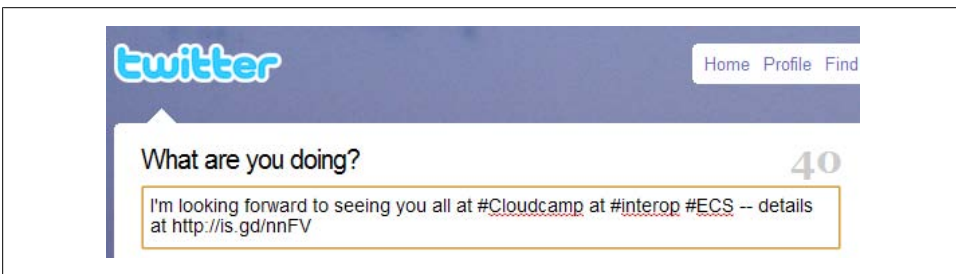 twitter
Home Profile Find
What are you doing?
40
I'm looking forward to seeing you all at #Cloudcamp at #interop #ECS -- details
at http://is.gd/nnFV